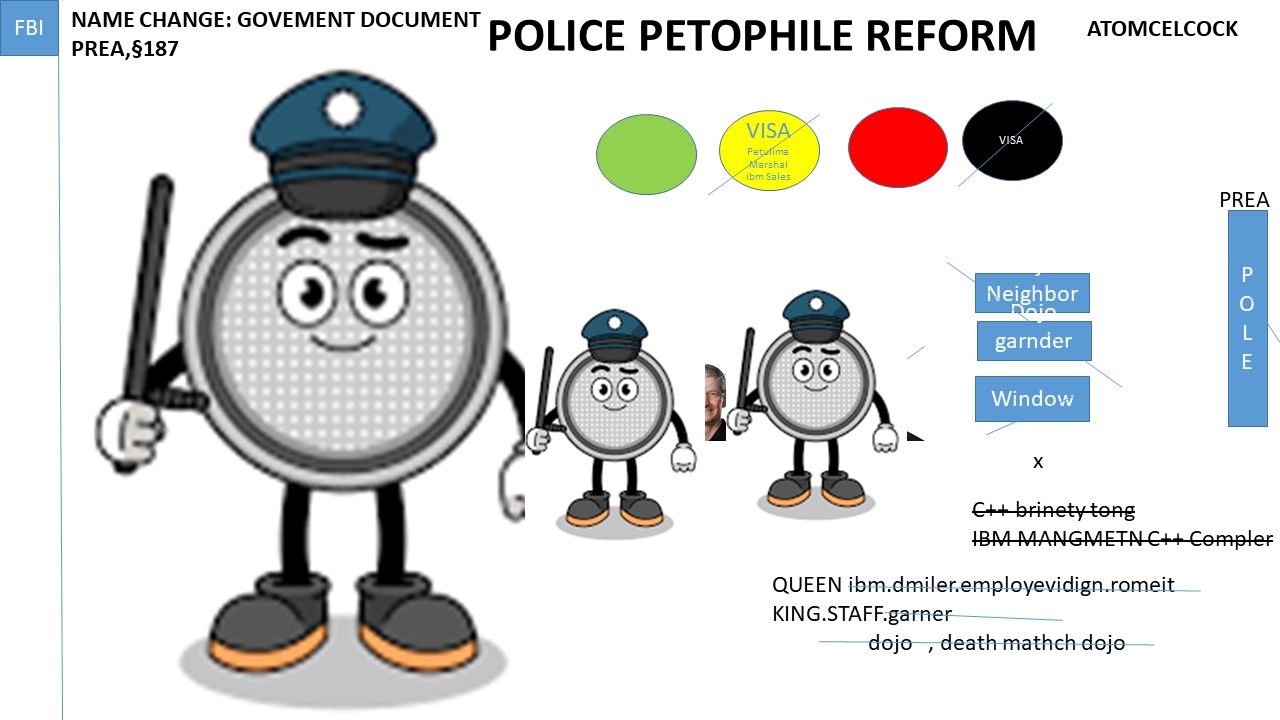 FBI
NAME CHANGE: GOVEMENT DOCUMENT
PREA,§187
POLICE PETOPHILE REFORM
ATOMCELCOCK
VISA
Petulima
Marshal
ibm Sales
VISA
PREA
P
O
L
E
Neighbor
Dojo
garnder
Window
x
C++ brinety tong
IBM MANGMETN C++ Compler
QUEEN ibm.dmiler.employevidign.romeit
KING.STAFF.garner
dojo , death mathch dojo